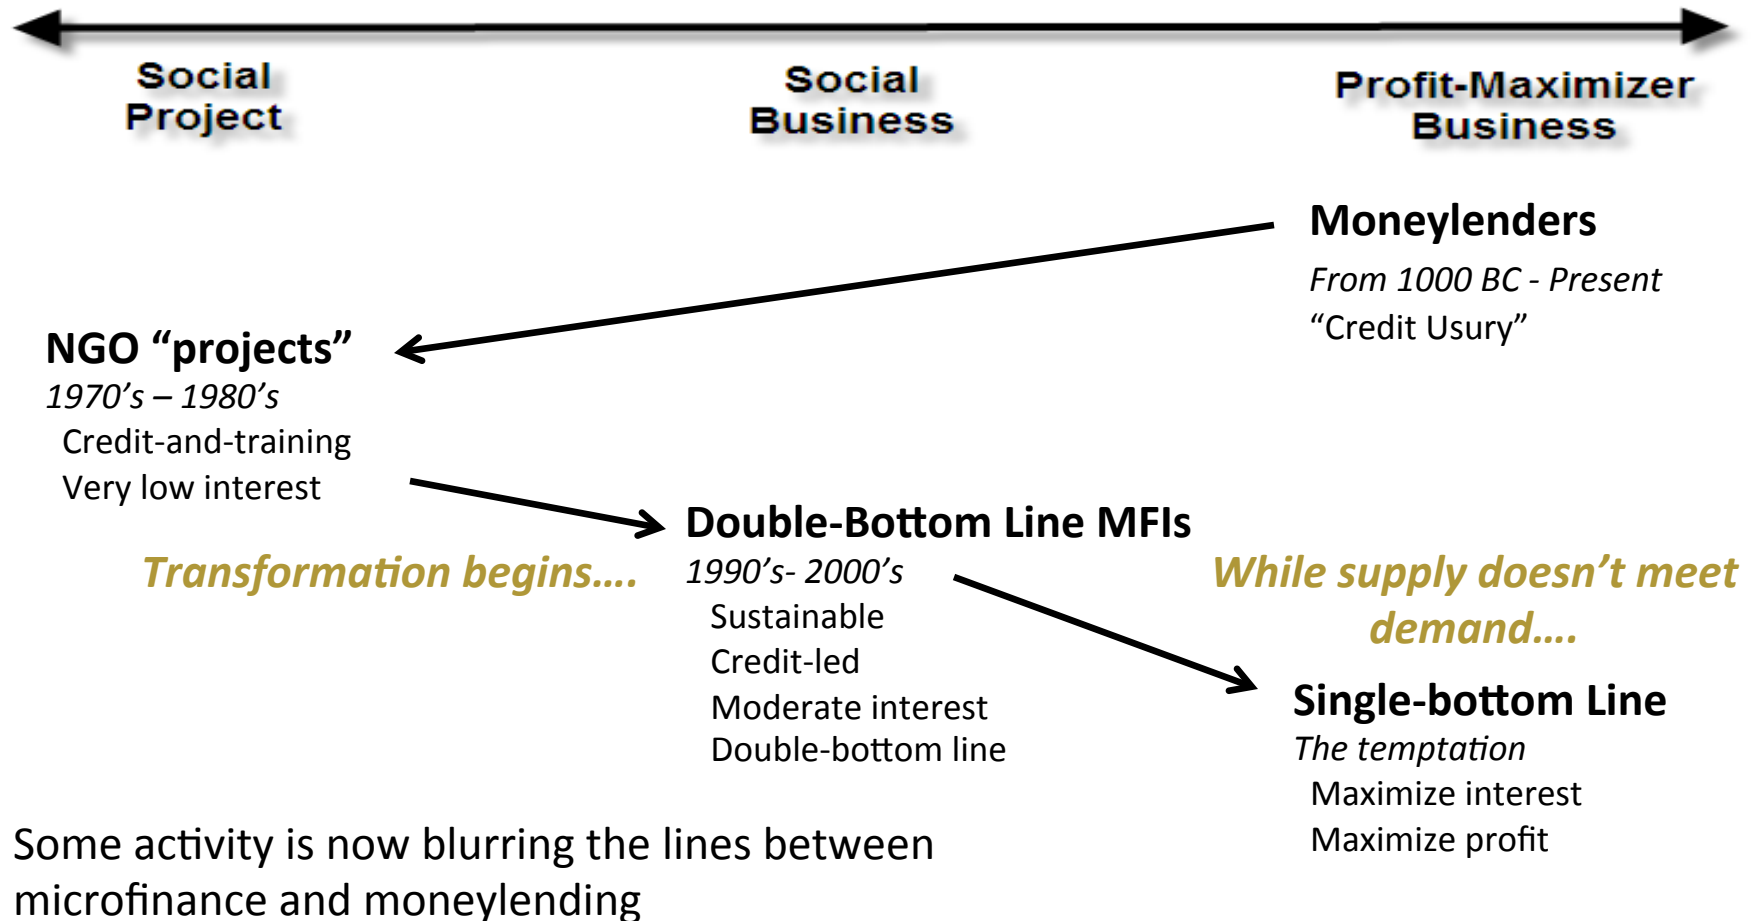 Social
Project
Social
Business
Profit-Maximizer
Business
Moneylenders
From 1000 BC - Present
“Credit Usury”
NGO “projects”
1970’s – 1980’s
Credit-and-training
Very low interest
Transformation begins….
Double-Bottom Line MFIs
1990’s- 2000’s
Sustainable
Credit-led
Moderate interest
Double-bottom line
While supply doesn’t meet
demand….
Single-bottom Line
The temptation
Maximize interest
Maximize profit
Some activity is now blurring the lines between
microfinance and moneylending